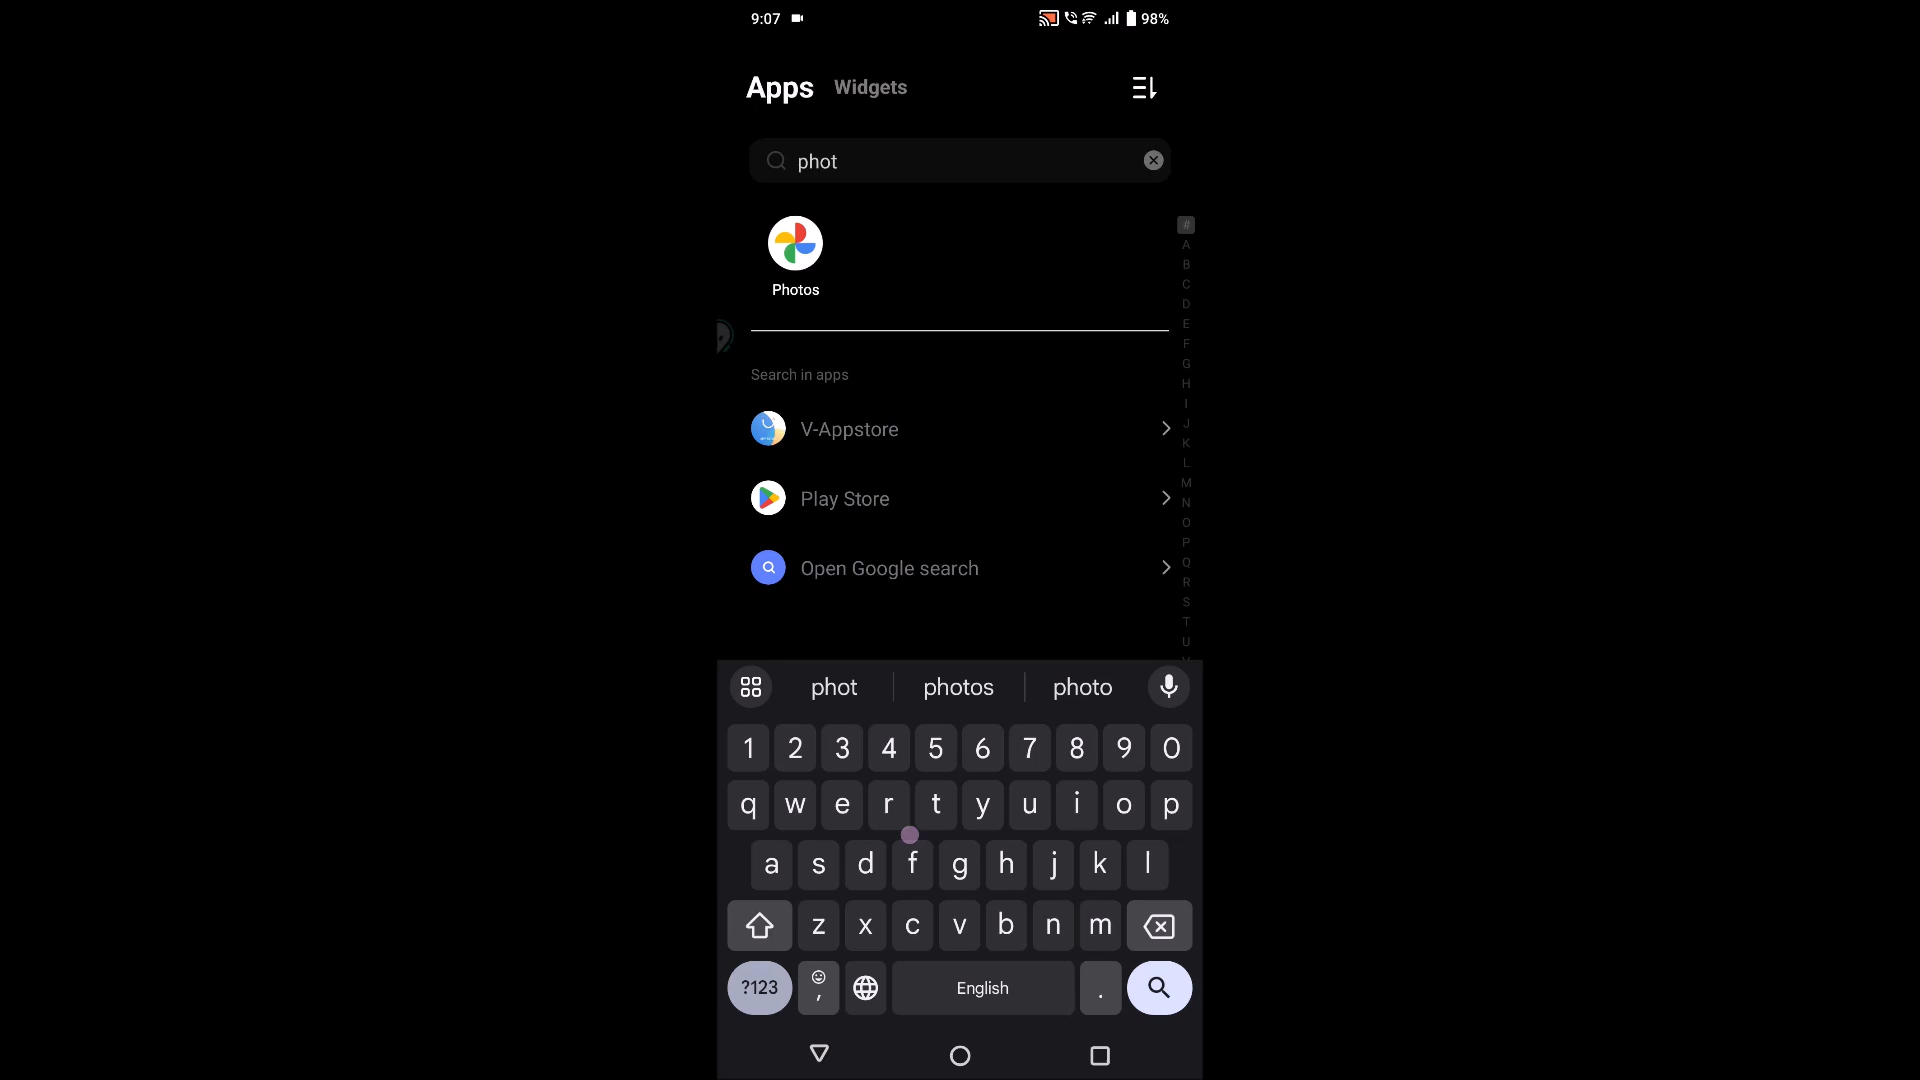 9:07 98%
Apps Widgets
phot
Photos
Search in apps
V-Appstore
Play Store
Open Google search
#
A
B
C
D
E
F
G
H
I
J
K
L
M
N
O
P
Q
R
S
T
U
phot photos photo
1 2 3 4 5 6 7 8 9 0
q w e r t y u i o p
a s d f g h j k l
z x c v b n m
?123 , English .